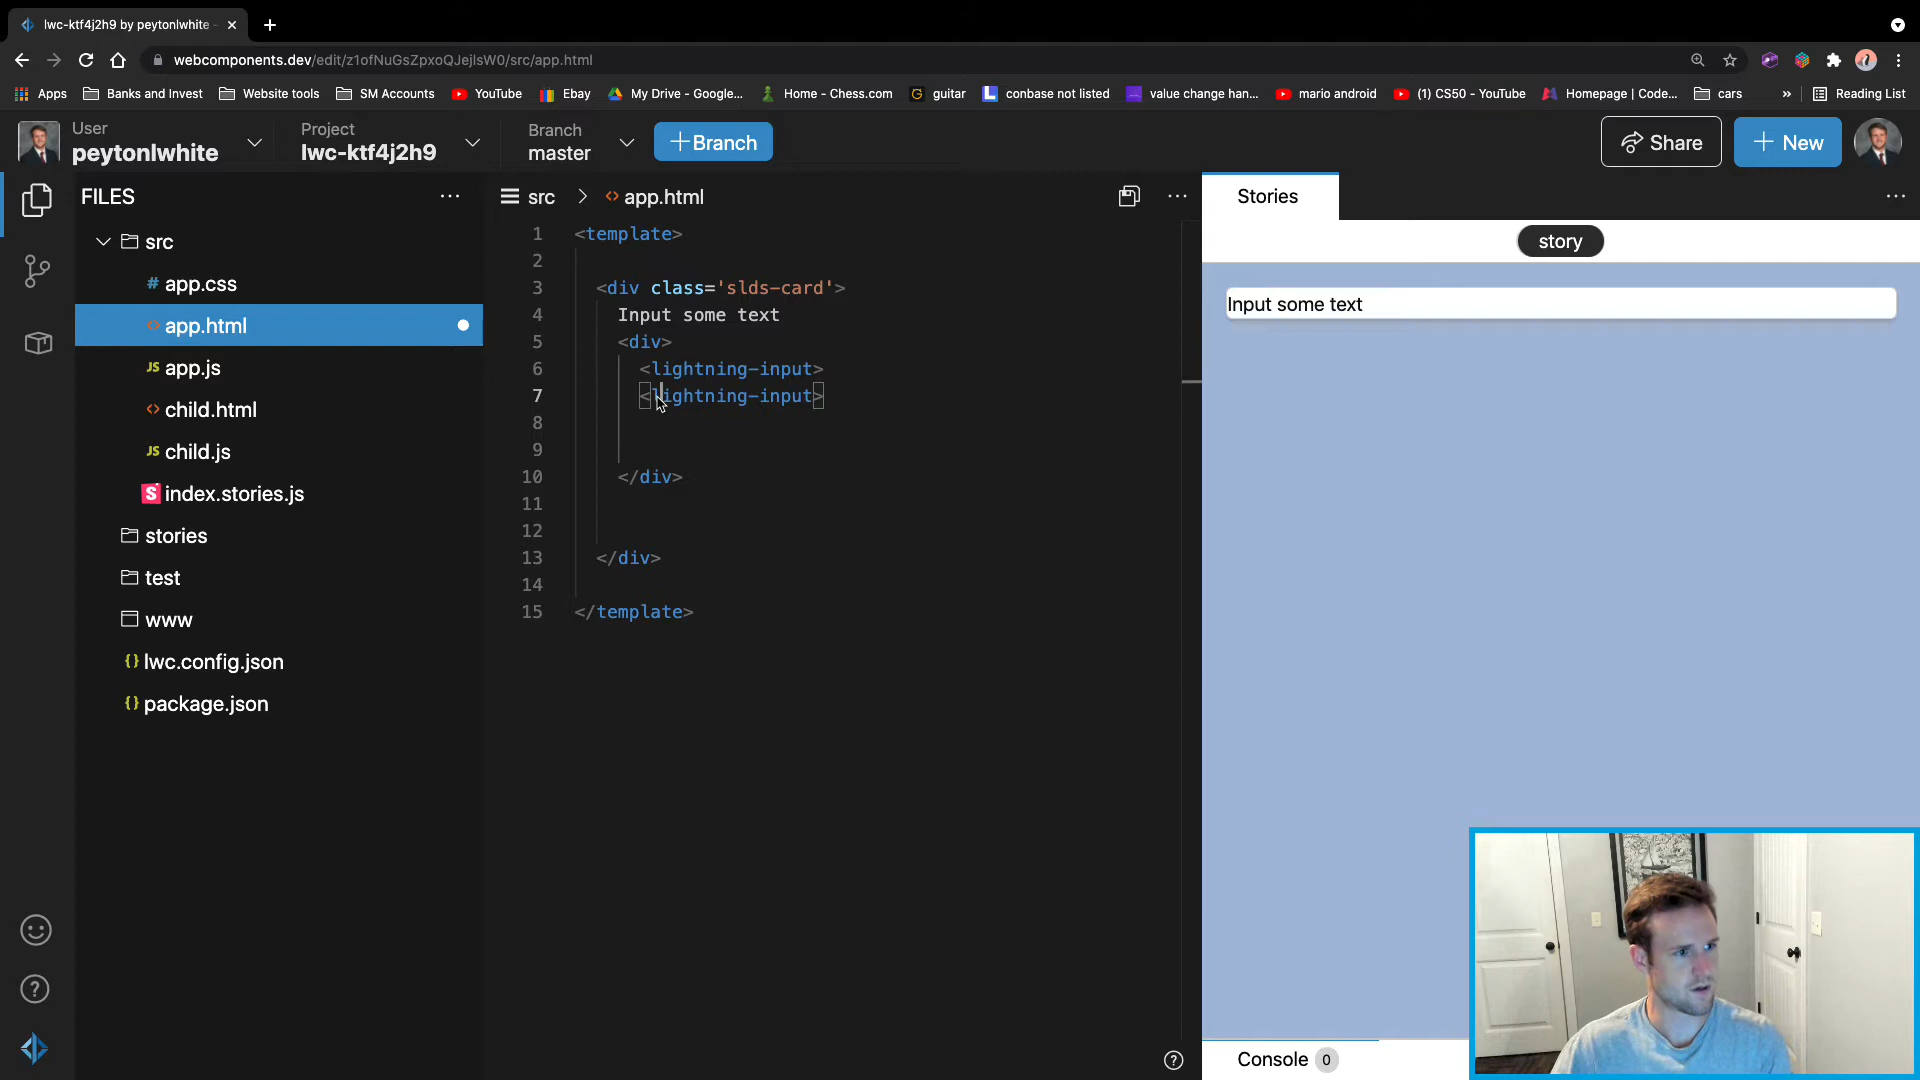 lwc-ktf4j2h9 by peytonlwhite -
webcomponents.dev/edit/z1ofNuGsZpxoQJejlsW0/src/app.html
Apps Banks and Invest Website tools SM Accounts YouTube Ebay My Drive - Google... Home - Chess.com guitar conbase not listed value change han... mario android (1) CS50 - YouTube Homepage | Code... cars » Reading List
User
peytonlwhite
Project
lwc-ktf4j2h9
Branch
master
+Branch
Share
+ New
FILES
src
# app.css
<> app.html
JS app.js
<> child.html
JS child.js
S index.stories.js
stories
test
www
{} lwc.config.json
{} package.json
src > <> app.html
1 <template>
2
3 <div class='slds-card'>
4 Input some text
5 <div>
6 <lightning-input>
7 <lightning-input>
8
9
10 </div>
11
12
13 </div>
14
15 </template>
Stories
story
Input some text
Console 0